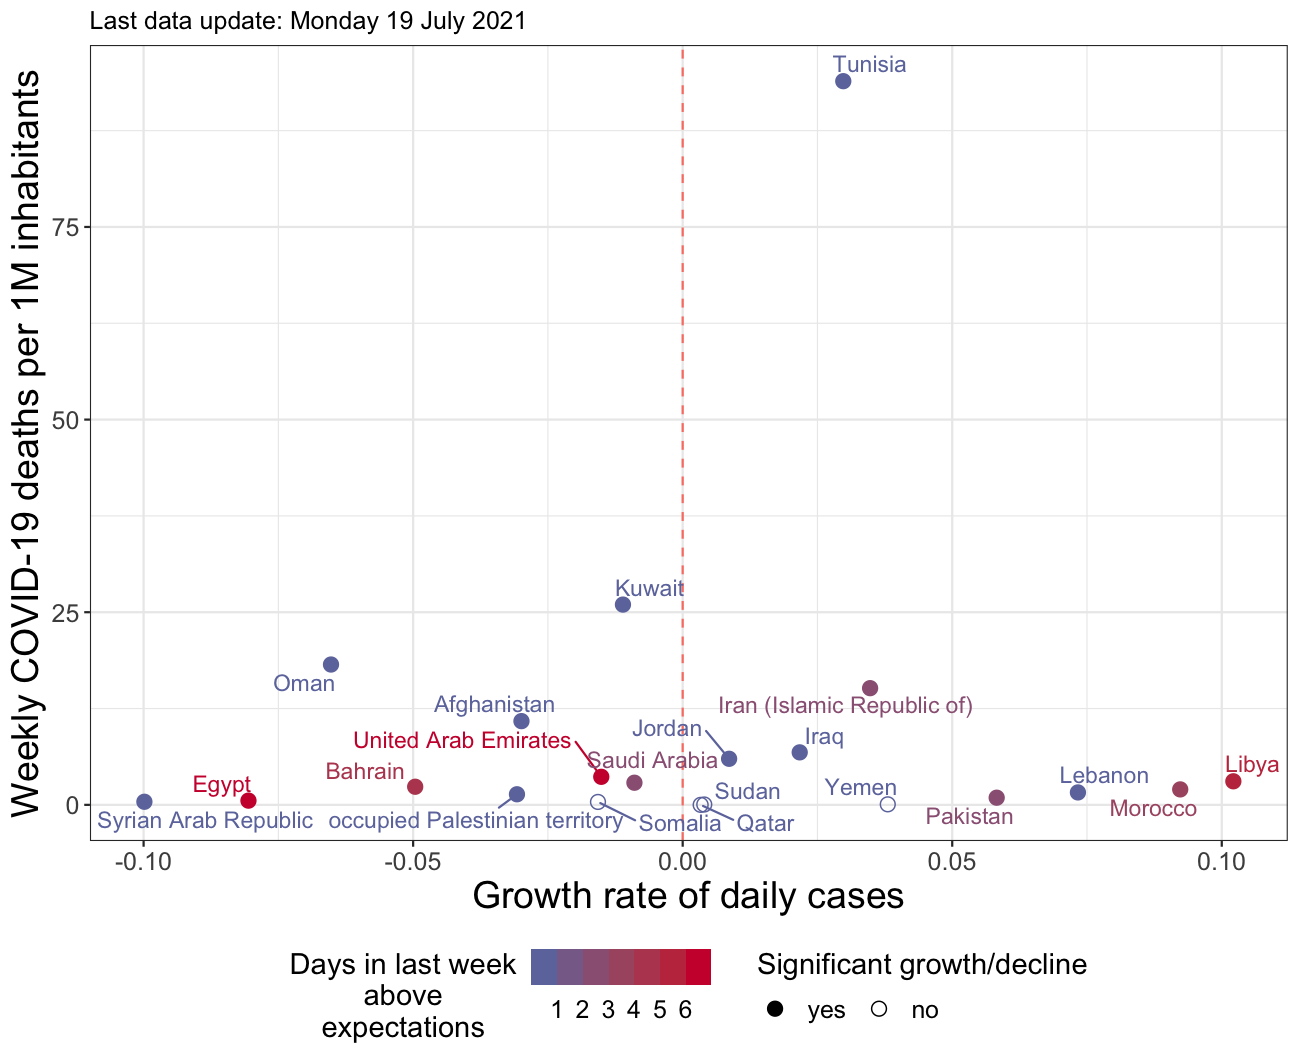 Last data update: Monday 19 July 2021
Weekly COVID-19 deaths per 1M inhabitants
75
50
25
0
Tunisia
Kuwait
Oman
Afghanistan
Iran (Islamic Republic of)
Jordan
Iraq
United Arab Emirates
Saudi Arabia
Bahrain
Egypt
Sudan
Yemen
Lebanon
Libya
Syrian Arab Republic
occupied Palestinian territory
Somalia
Qatar
Pakistan
Morocco
-0.10
-0.05
0.00
0.05
0.10
Growth rate of daily cases
Days in last week
above
expectations
1 2 3 4 5 6
Significant growth/decline
yes
no